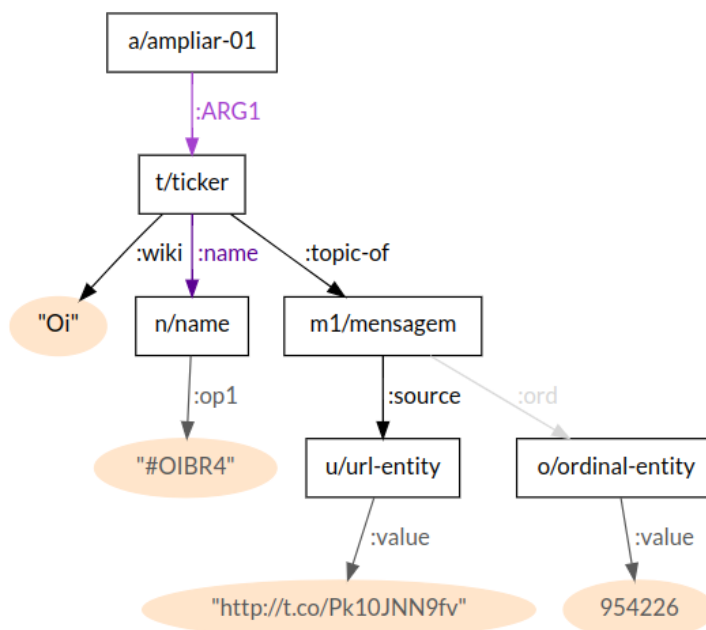 a/ampliar-01
:ARG1
t/ticker
:wiki :name :topic-of
"Oi" n/name m1/mensagem
:op1 :source :ord
"#OIBR4" u/url-entity o/ordinal-entity
:value :value
"http://t.co/Pk10JNN9fv" 954226